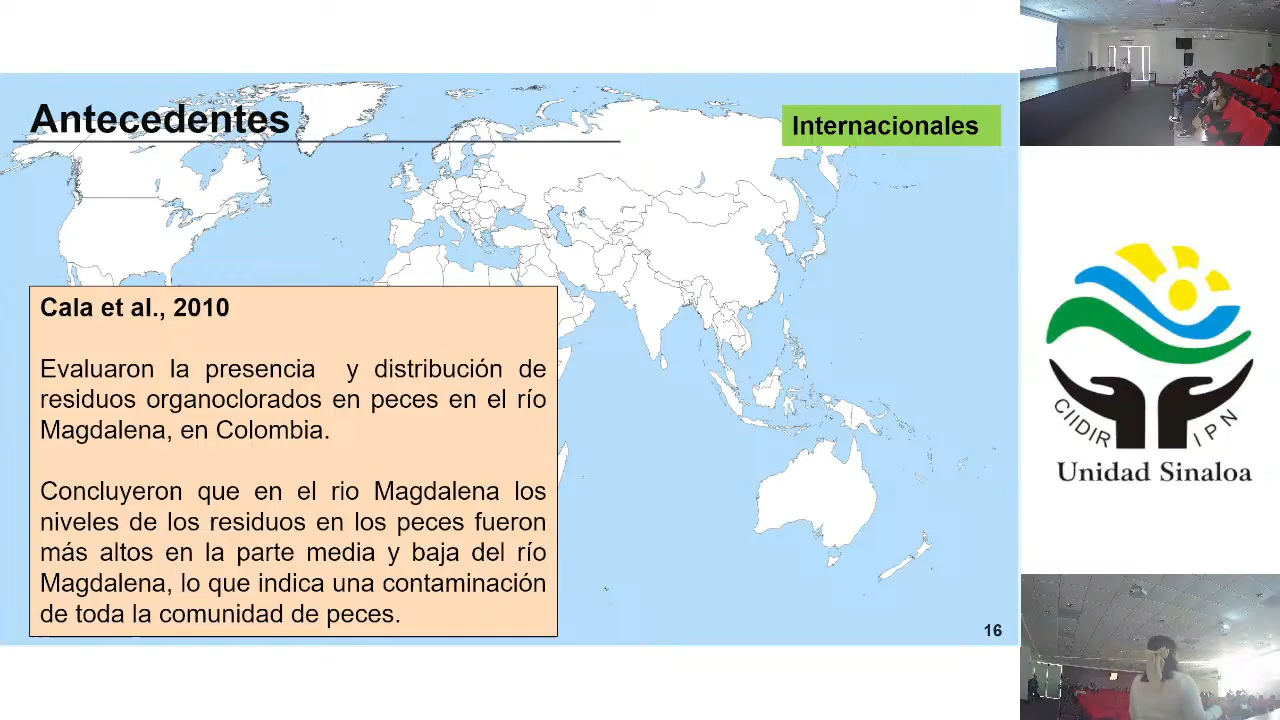 Antecedentes
Internacionales
Cala et al., 2010
Evaluaron la presencia y distribución de
residuos organoclorados en peces en el río
Magdalena, en Colombia.
Concluyeron que en el rio Magdalena los
niveles de los residuos en los peces fueron
más altos en la parte media y baja del río
Magdalena, lo que indica una contaminación
de toda la comunidad de peces.
16
CIIDIR IPN
Unidad Sinaloa